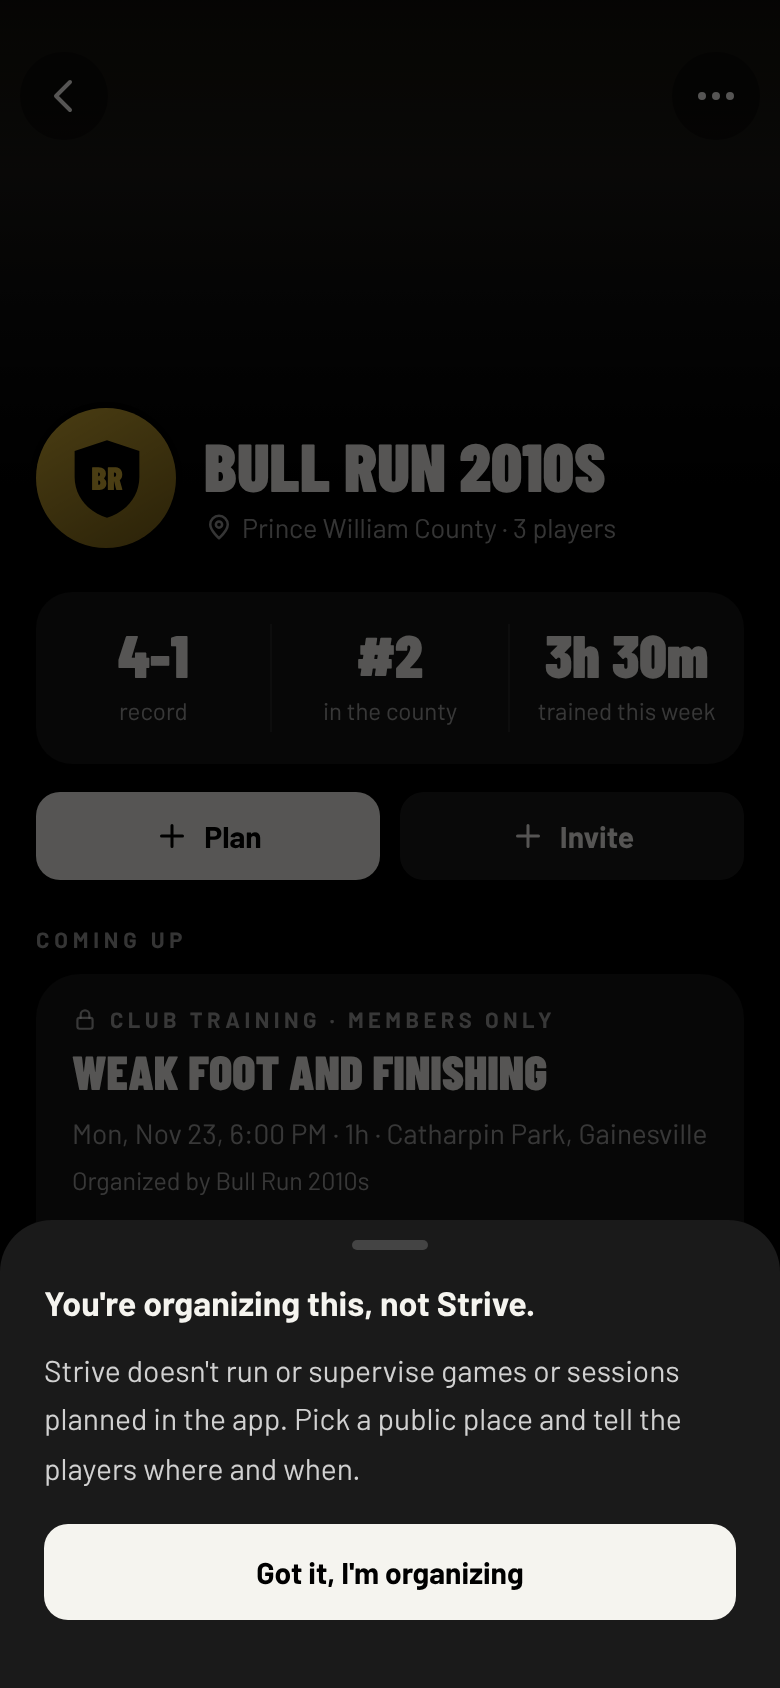 BR
BULL RUN 2010S
Prince William County · 3 players
4-1
#2
3h 30m
record
in the county
trained this week
+ Plan
+ Invite
COMING UP
CLUB TRAINING · MEMBERS ONLY
WEAK FOOT AND FINISHING
Mon, Nov 23, 6:00 PM · 1h · Catharpin Park, Gainesville
Organized by Bull Run 2010s
You're organizing this, not Strive.
Strive doesn't run or supervise games or sessions
planned in the app. Pick a public place and tell the
players where and when.
Got it, I'm organizing